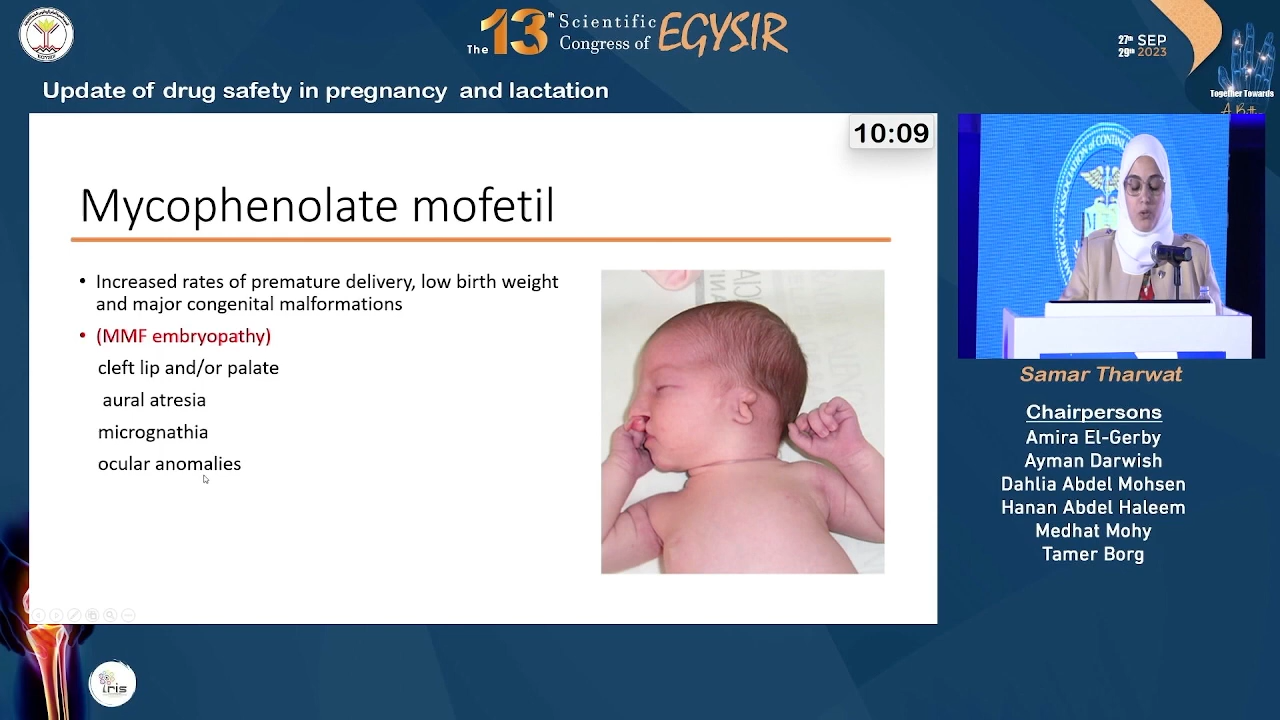 The 13th Scientific Congress of EGYSIR
27th SEP
29th 2023
Together Towards
Update of drug safety in pregnancy and lactation
10:09
Mycophenolate mofetil
• Increased rates of premature delivery, low birth weight
and major congenital malformations
• (MMF embryopathy)
cleft lip and/or palate
aural atresia
micrognathia
ocular anomalies
Samar Tharwat
Chairpersons
Amira El-Gerby
Ayman Darwish
Dahlia Abdel Mohsen
Hanan Abdel Haleem
Medhat Mohy
Tamer Borg
iris